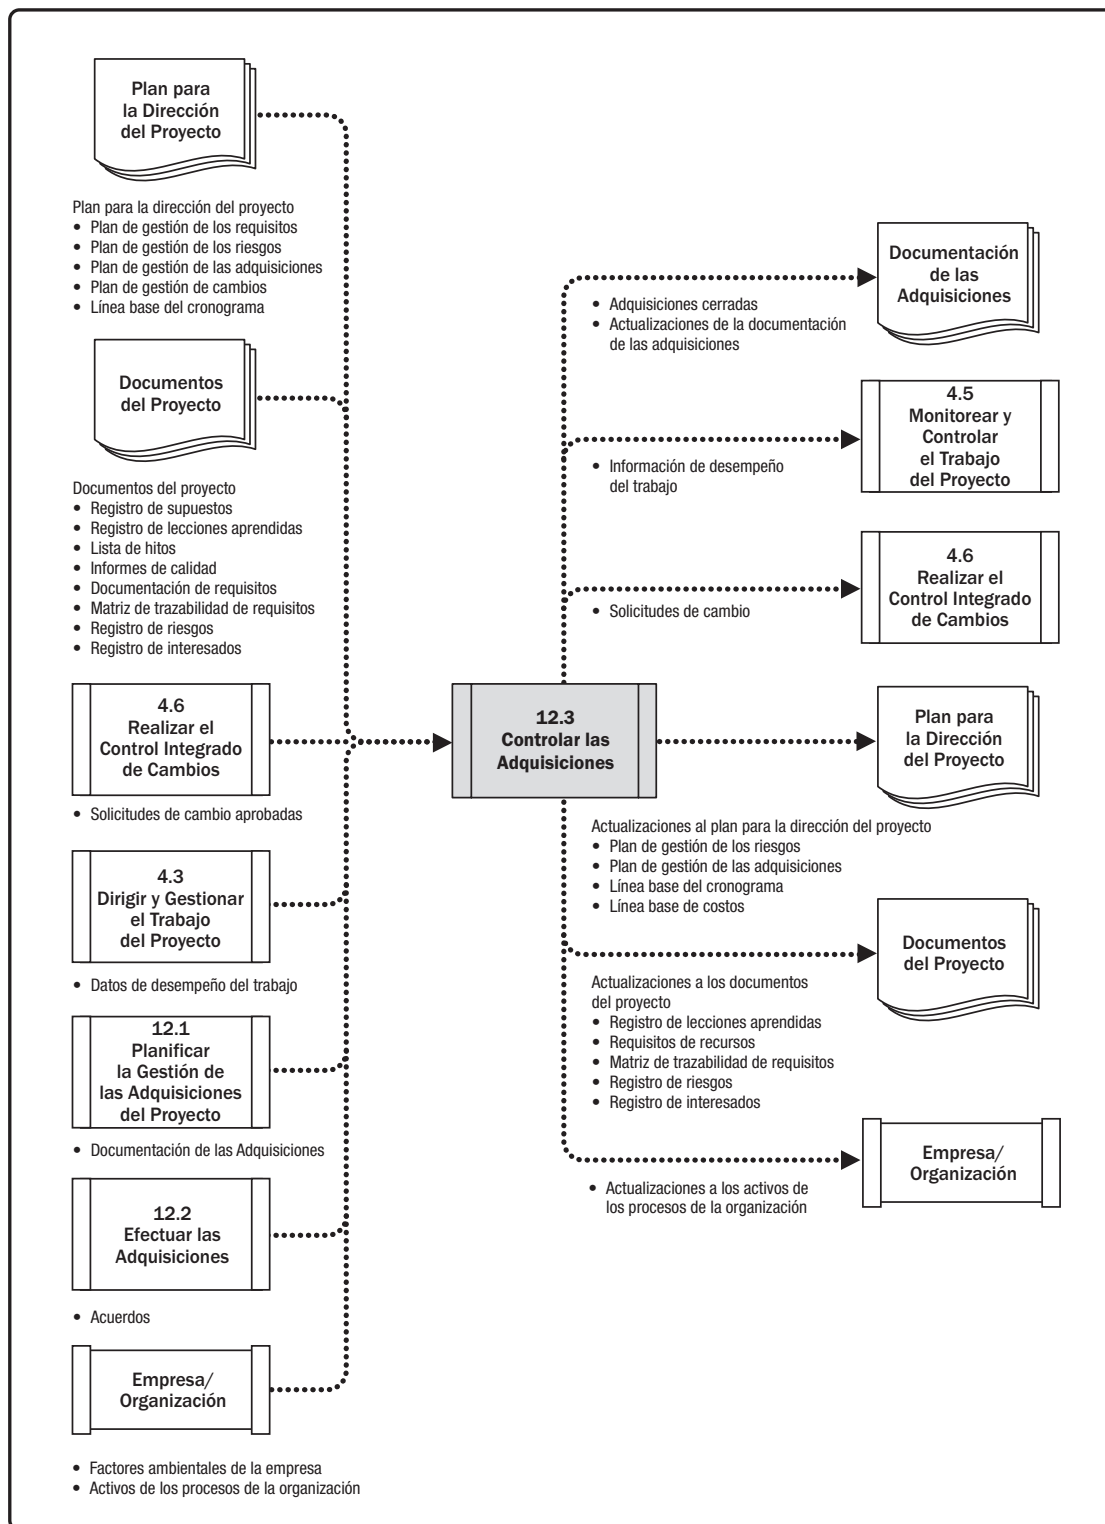 Plan para
la Dirección
del Proyecto
Plan para la dirección del proyecto
• Plan de gestión de los requisitos
• Plan de gestión de los riesgos
• Plan de gestión de las adquisiciones
• Plan de gestión de cambios
• Línea base del cronograma
Documentos
del Proyecto
Documentos del proyecto
• Registro de supuestos
• Registro de lecciones aprendidas
• Lista de hitos
• Informes de calidad
• Documentación de requisitos
• Matriz de trazabilidad de requisitos
• Registro de riesgos
• Registro de interesados
4.6
Realizar el
Control Integrado
de Cambios
• Solicitudes de cambio aprobadas
4.3
Dirigir y Gestionar
el Trabajo
del Proyecto
• Datos de desempeño del trabajo
12.1
Planificar
la Gestión de
las Adquisiciones
del Proyecto
• Documentación de las Adquisiciones
12.2
Efectuar las
Adquisiciones
• Acuerdos
Empresa/
Organización
• Factores ambientales de la empresa
• Activos de los procesos de la organización
12.3
Controlar las
Adquisiciones
Documentación
de las
Adquisiciones
• Adquisiciones cerradas
• Actualizaciones de la documentación
de las adquisiciones
4.5
Monitorear y
Controlar
el Trabajo
del Proyecto
• Información de desempeño
del trabajo
4.6
Realizar el
Control Integrado
de Cambios
• Solicitudes de cambio
Plan para
la Dirección
del Proyecto
Actualizaciones al plan para la dirección del proyecto
• Plan de gestión de los riesgos
• Plan de gestión de las adquisiciones
• Línea base del cronograma
• Línea base de costos
Documentos
del Proyecto
Actualizaciones a los documentos
del proyecto
• Registro de lecciones aprendidas
• Requisitos de recursos
• Matriz de trazabilidad de requisitos
• Registro de riesgos
• Registro de interesados
Empresa/
Organización
• Actualizaciones a los activos de
los procesos de la organización